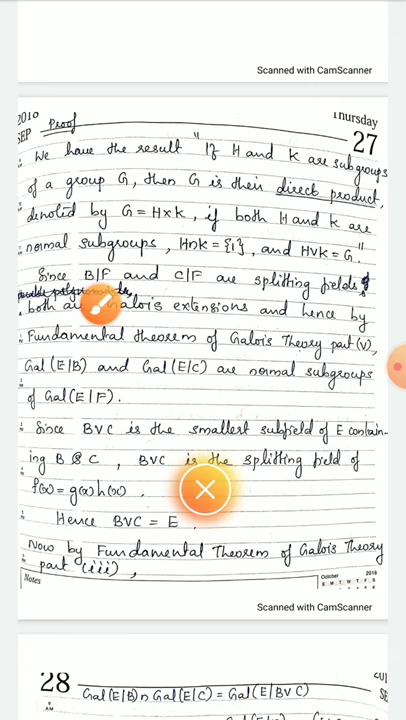 Scanned with CamScanner
2018
SEP
Proof
Thursday
27
We have the result "If H and K are subgroups
of a group G, then G is their direct product,
denoted by G = H×K, if both H and K are
normal subgroups, H∩K = {1}, and HVK = G."
Since B|F and C|F are splitting fields of
both are Galois extensions and hence by
Fundamental theorem of Galois Theory part (v),
Gal(E|B) and Gal(E|C) are normal subgroups
of Gal(E|F).
Since BVC is the smallest subfield of E contain-
ing B & C, BVC is the splitting field of
f(x) = g(x)h(x).
Hence BVC = E.
Now by Fundamental Theorem of Galois Theory
part (iii),
Notes
October 2018
S M T W T F S
Scanned with CamScanner
28
Gal(E|B) ∩ Gal(E|C) = Gal(E|BVC)